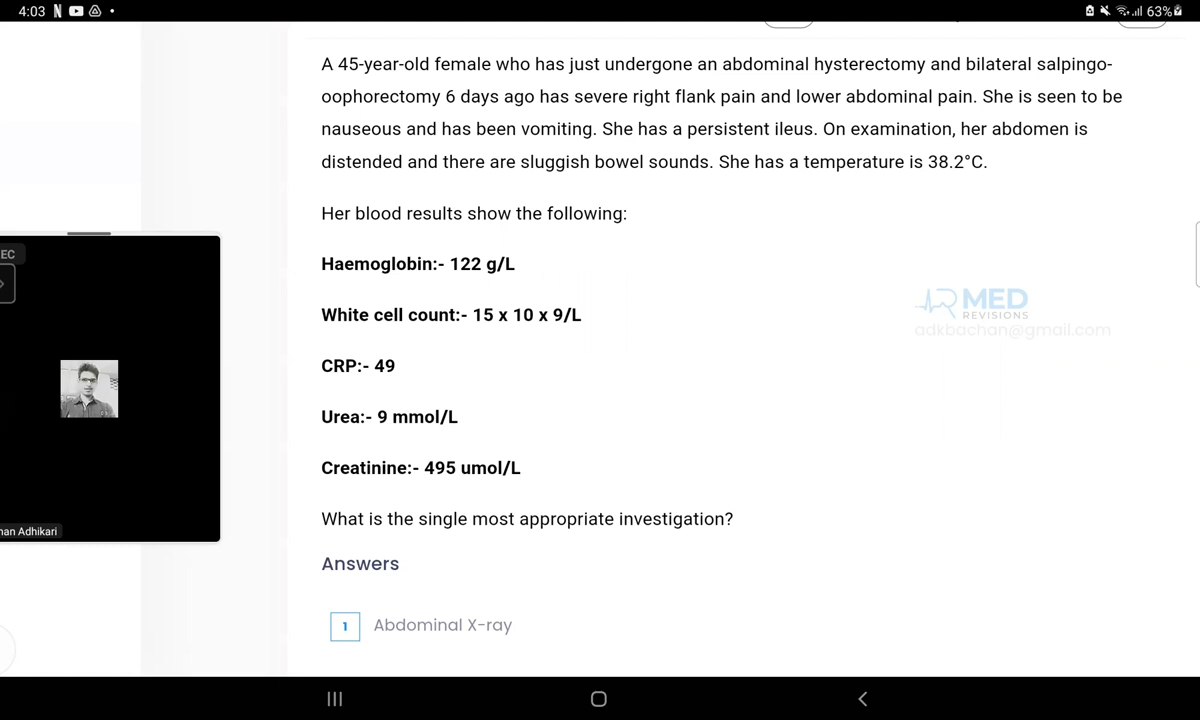 4:03 N
63%
A 45-year-old female who has just undergone an abdominal hysterectomy and bilateral salpingo-
oophorectomy 6 days ago has severe right flank pain and lower abdominal pain. She is seen to be
nauseous and has been vomiting. She has a persistent ileus. On examination, her abdomen is
distended and there are sluggish bowel sounds. She has a temperature is 38.2°C.
Her blood results show the following:
EC
Haemoglobin:- 122 g/L
MED
REVISIONS
White cell count:- 15 x 10 x 9/L
adkbachan@gmail.com
CRP:- 49
Urea:- 9 mmol/L
Creatinine:- 495 umol/L
What is the single most appropriate investigation?
nan Adhikari
Answers
1 Abdominal X-ray